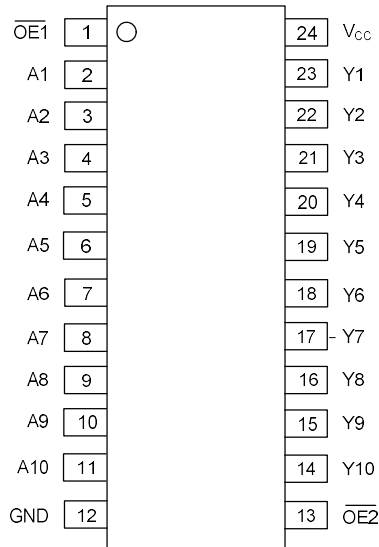 O̅E̅1̅ 1 24 VCC
A1 2 23 Y1
A2 3 22 Y2
A3 4 21 Y3
A4 5 20 Y4
A5 6 19 Y5
A6 7 18 Y6
A7 8 17 - Y7
A8 9 16 Y8
A9 10 15 Y9
A10 11 14 Y10
GND 12 13 O̅E̅2̅